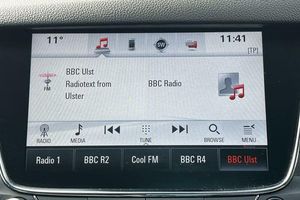 11°
SW
11:41
[TP]
BBC Ulst
Radiotext from
Ulster
BBC Radio
FM
RADIO
MEDIA
TUNE
BROWSE
MENU
Radio 1
BBC R2
Cool FM
BBC R4
BBC Ulst